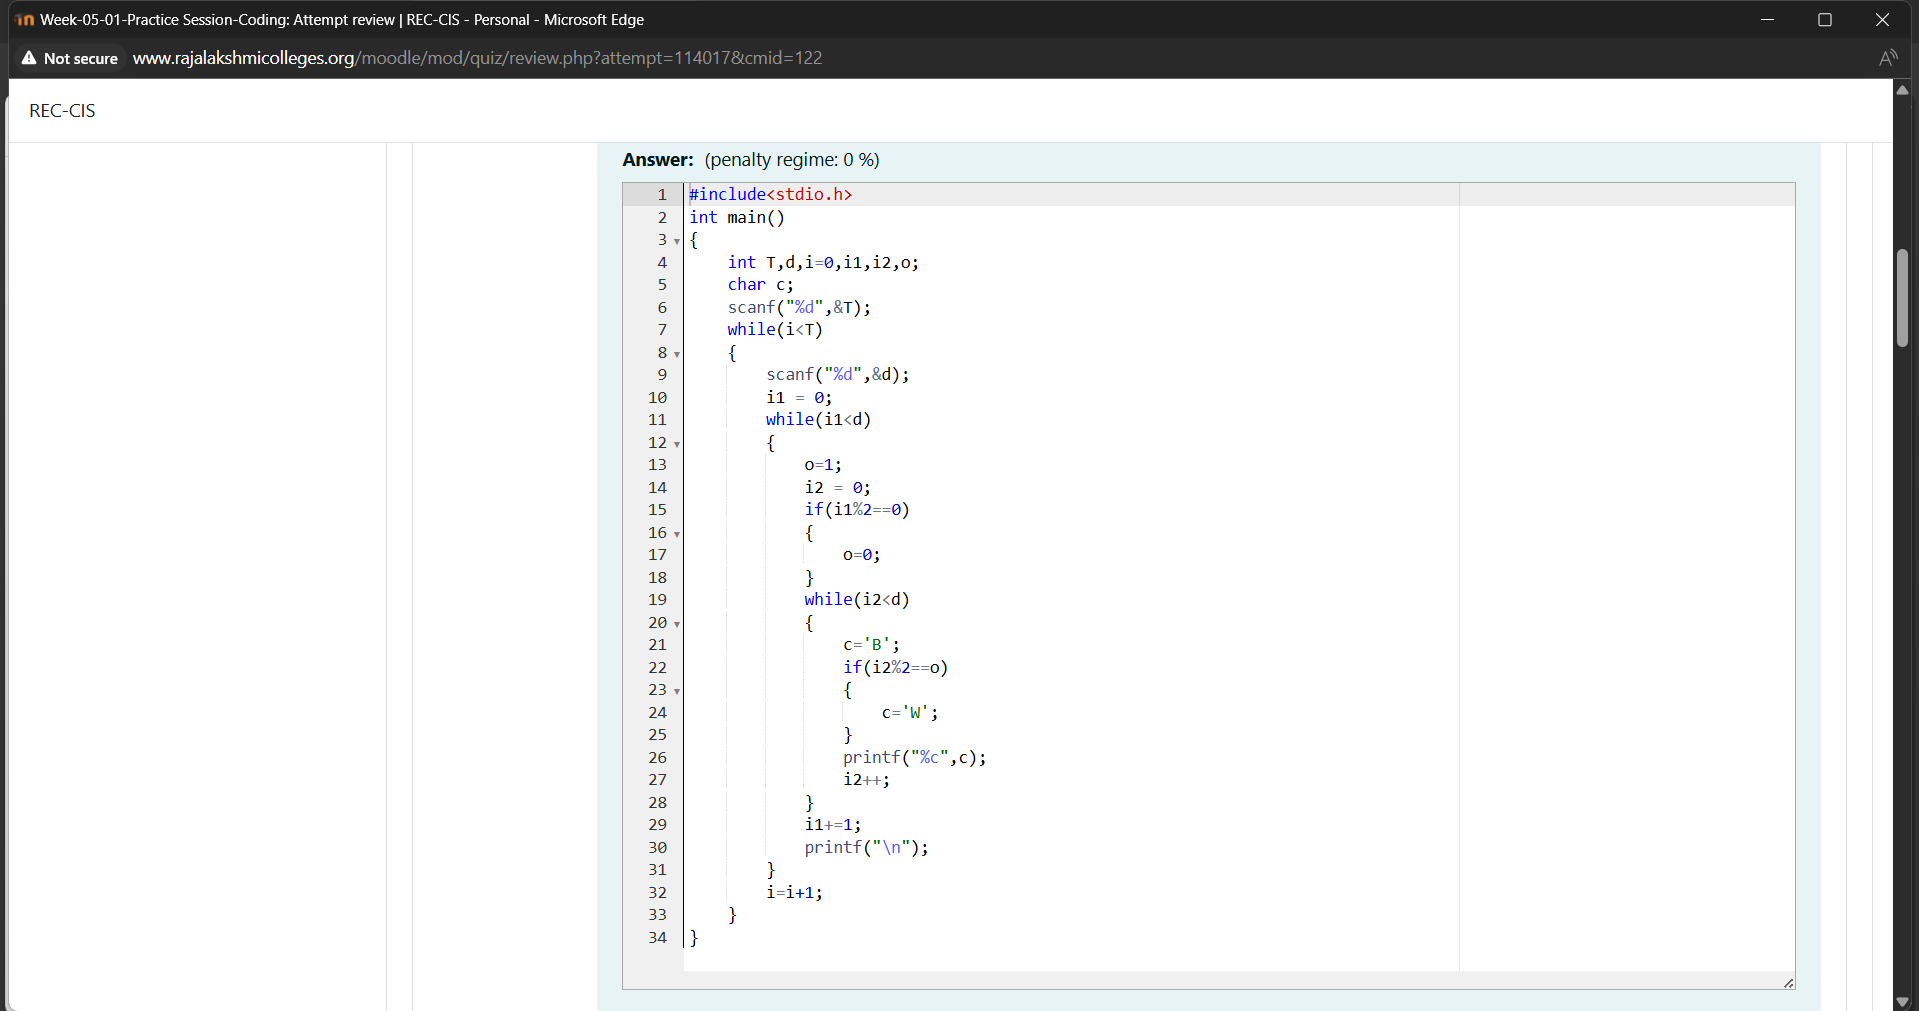 Week-05-01-Practice Session-Coding: Attempt review | REC-CIS - Personal - Microsoft Edge
Not secure www.rajalakshmicolleges.org/moodle/mod/quiz/review.php?attempt=114017&cmid=122
REC-CIS
Answer: (penalty regime: 0 %)
1 #include<stdio.h>
2 int main()
3 {
4     int T,d,i=0,i1,i2,o;
5     char c;
6     scanf("%d",&T);
7     while(i<T)
8     {
9         scanf("%d",&d);
10         i1 = 0;
11         while(i1<d)
12         {
13             o=1;
14             i2 = 0;
15             if(i1%2==0)
16             {
17                 o=0;
18             }
19             while(i2<d)
20             {
21                 c='B';
22                 if(i2%2==o)
23                 {
24                     c='W';
25                 }
26                 printf("%c",c);
27                 i2++;
28             }
29             i1+=1;
30             printf("\n");
31         }
32         i=i+1;
33     }
34 }